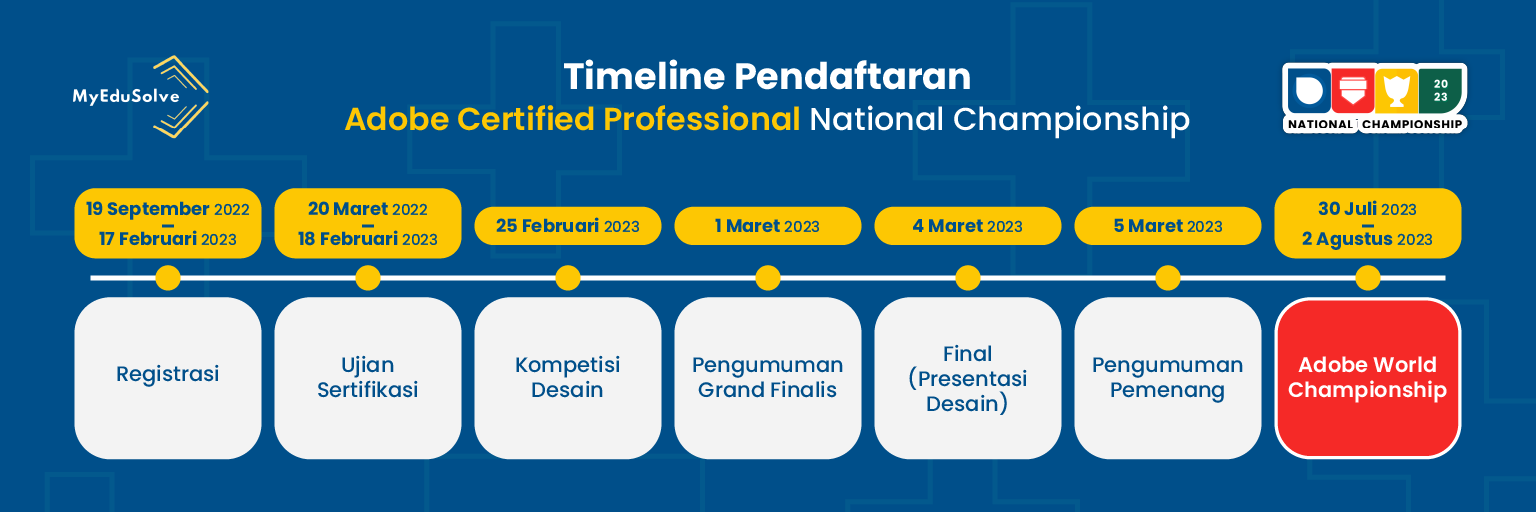 Timeline Pendaftaran
MyEduSolve
Adobe Certified Professional National Championship
20
23
NATIONAL CHAMPIONSHIP
19 September 2022
–
17 Februari 2023
20 Maret 2022
–
18 Februari 2023
25 Februari 2023
1 Maret 2023
4 Maret 2023
5 Maret 2023
30 Juli 2023
–
2 Agustus 2023
Registrasi
Ujian
Sertifikasi
Kompetisi
Desain
Pengumuman
Grand Finalis
Final
(Presentasi
Desain)
Pengumuman
Pemenang
Adobe World
Championship